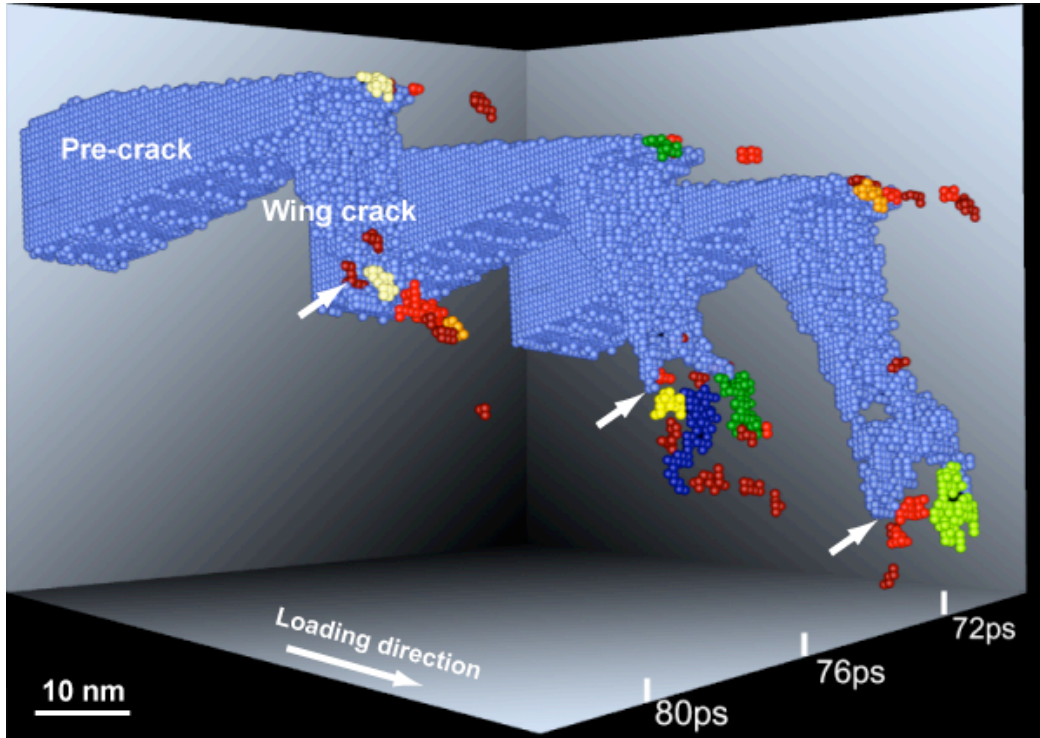 Pre-crack
Wing crack
Loading direction
10 nm
72ps
76ps
80ps